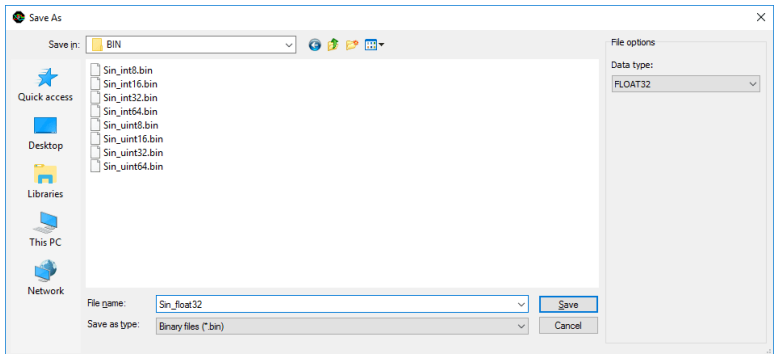 Save As
Save in:
BIN
Quick access
Desktop
Libraries
This PC
Network
Sin_int8.bin
Sin_int16.bin
Sin_int32.bin
Sin_int64.bin
Sin_uint8.bin
Sin_uint16.bin
Sin_uint32.bin
Sin_uint64.bin
File name:
Sin_float32
Save
Save as type:
Binary files (*.bin)
Cancel
File options
Data type:
FLOAT32